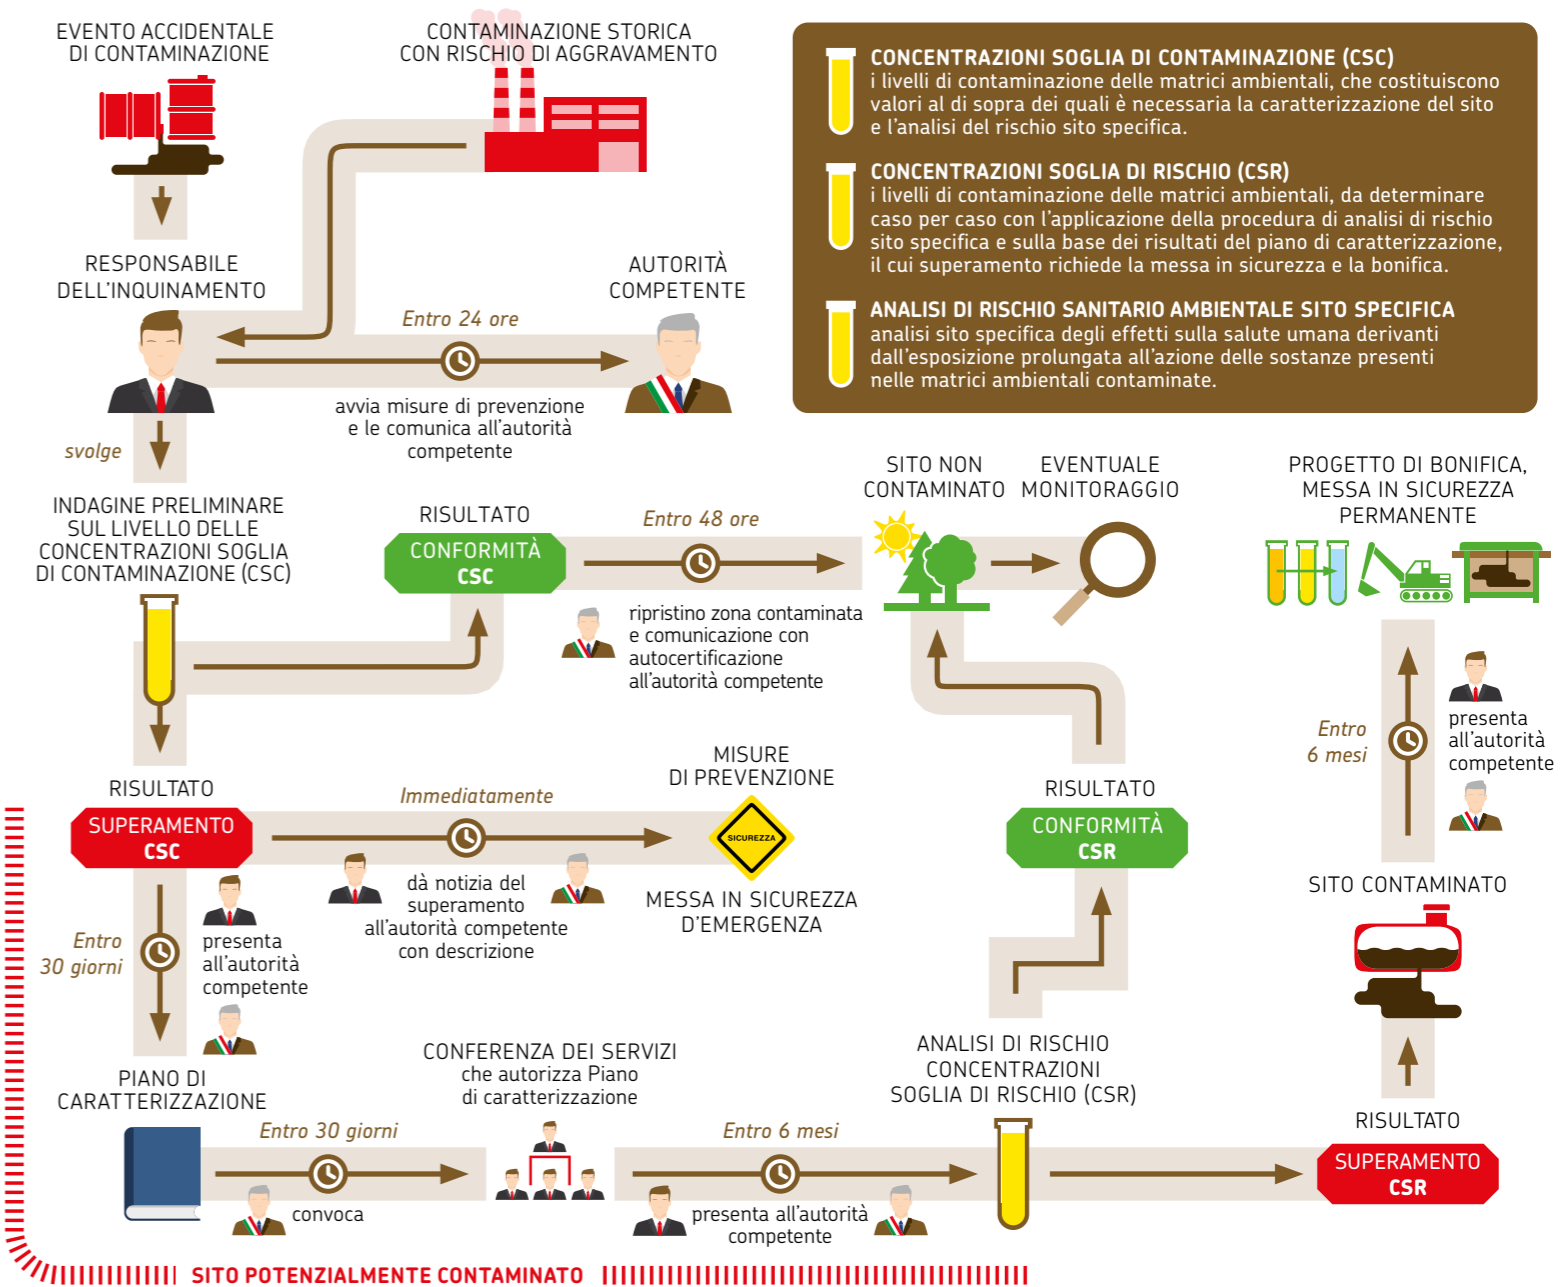 EVENTO ACCIDENTALE
DI CONTAMINAZIONE
CONTAMINAZIONE STORICA
CON RISCHIO DI AGGRAVAMENTO
CONCENTRAZIONI SOGLIA DI CONTAMINAZIONE (CSC)
i livelli di contaminazione delle matrici ambientali, che costituiscono
valori al di sopra dei quali è necessaria la caratterizzazione del sito
e l'analisi del rischio sito specifica.
CONCENTRAZIONI SOGLIA DI RISCHIO (CSR)
i livelli di contaminazione delle matrici ambientali, da determinare
caso per caso con l'applicazione della procedura di analisi di rischio
sito specifica e sulla base dei risultati del piano di caratterizzazione,
il cui superamento richiede la messa in sicurezza e la bonifica.
ANALISI DI RISCHIO SANITARIO AMBIENTALE SITO SPECIFICA
analisi sito specifica degli effetti sulla salute umana derivanti
dall'esposizione prolungata all'azione delle sostanze presenti
nelle matrici ambientali contaminate.
RESPONSABILE
DELL'INQUINAMENTO
AUTORITÀ
COMPETENTE
Entro 24 ore
avvia misure di prevenzione
e le comunica all'autorità
competente
svolge
INDAGINE PRELIMINARE
SUL LIVELLO DELLE
CONCENTRAZIONI SOGLIA
DI CONTAMINAZIONE (CSC)
RISULTATO
CONFORMITÀ
CSC
Entro 48 ore
ripristino zona contaminata
e comunicazione con
autocertificazione
all'autorità competente
SITO NON
CONTAMINATO
EVENTUALE
MONITORAGGIO
PROGETTO DI BONIFICA,
MESSA IN SICUREZZA
PERMANENTE
Entro
6 mesi
presenta
all'autorità
competente
RISULTATO
SUPERAMENTO
CSC
Immediatamente
dà notizia del
superamento
all'autorità competente
con descrizione
MISURE
DI PREVENZIONE
SICUREZZA
MESSA IN SICUREZZA
D'EMERGENZA
RISULTATO
CONFORMITÀ
CSR
SITO CONTAMINATO
Entro
30 giorni
presenta
all'autorità
competente
PIANO DI
CARATTERIZZAZIONE
Entro 30 giorni
convoca
CONFERENZA DEI SERVIZI
che autorizza Piano
di caratterizzazione
Entro 6 mesi
presenta all'autorità
competente
ANALISI DI RISCHIO
CONCENTRAZIONI
SOGLIA DI RISCHIO (CSR)
RISULTATO
SUPERAMENTO
CSR
SITO POTENZIALMENTE CONTAMINATO